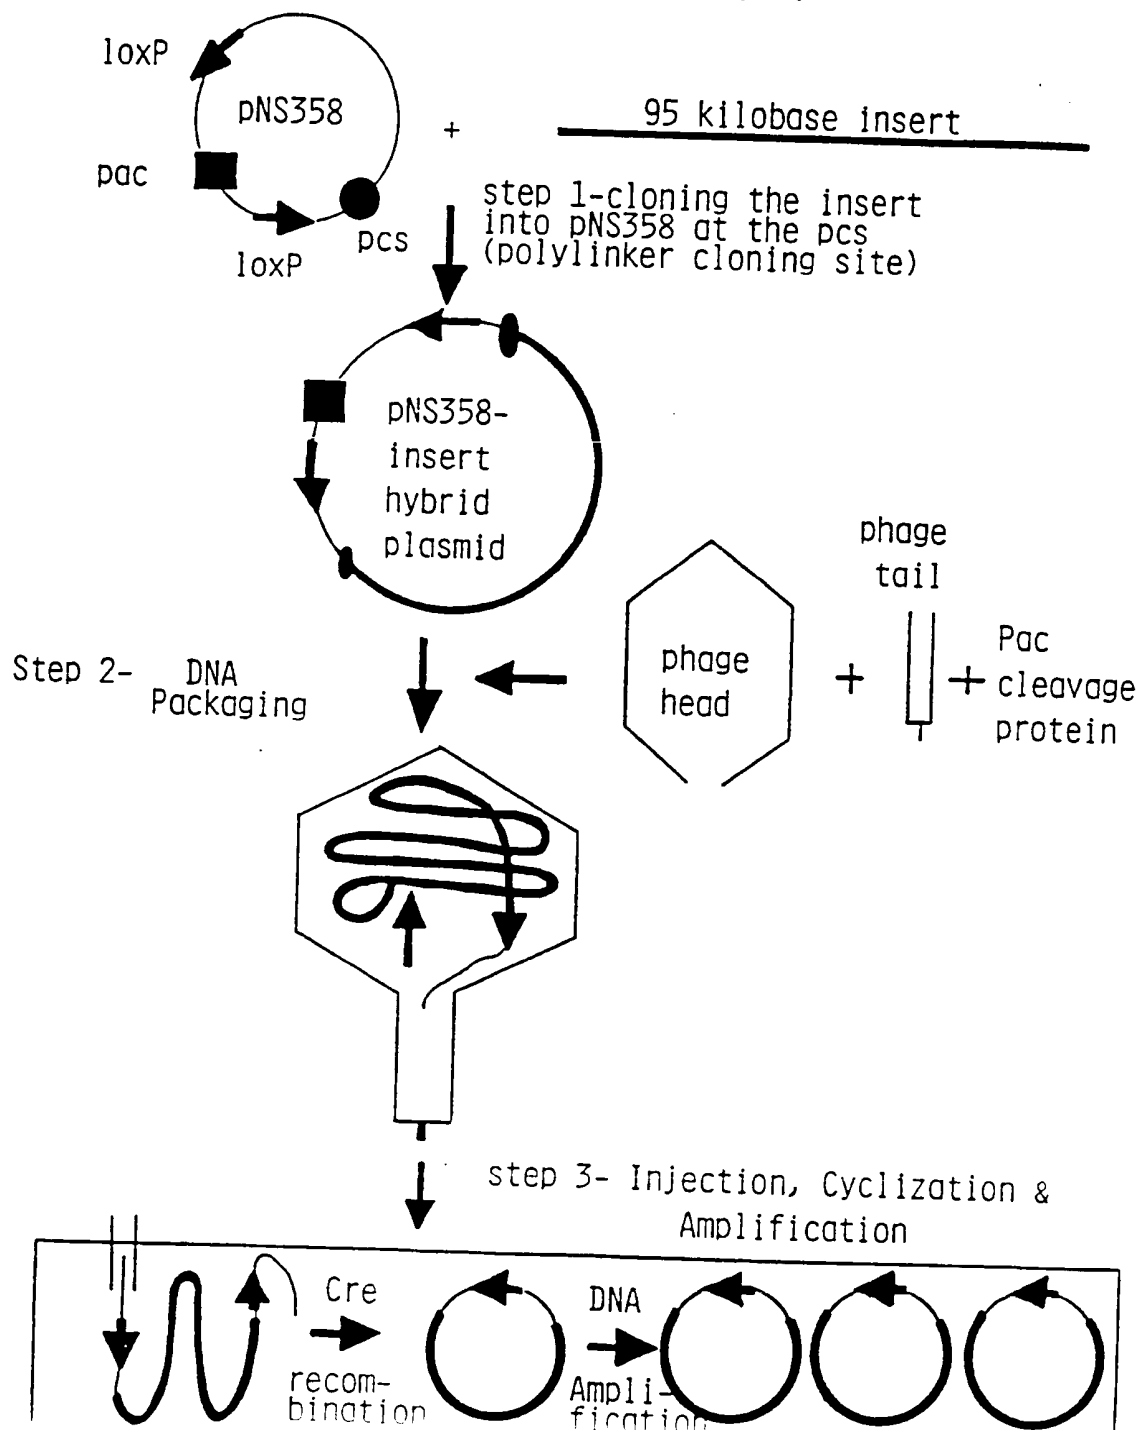 loxP
pNS358
+
95 kilobase insert
pac
loxP
pcs
step 1-cloning the insert
into pNS358 at the pcs
(polylinker cloning site)
pNS358-
insert
hybrid
plasmid
phage
tail
Step 2- DNA
Packaging
phage
head
+
+
Pac
cleavage
protein
step 3- Injection, Cyclization &
Amplification
Cre
recom-
bination
DNA
Ampli-
fication